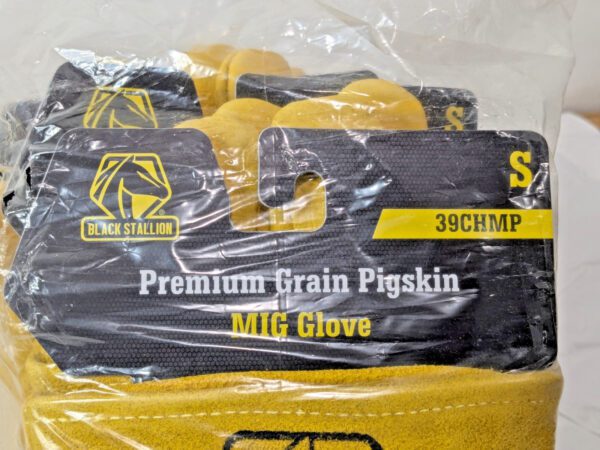 S
S
BLACK STALLION
39CHMP
Premium Grain Pigskin
MIG Glove